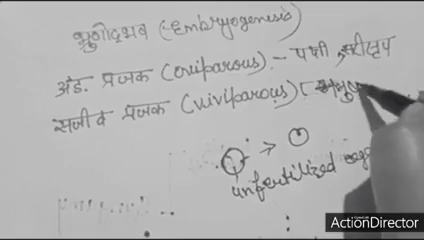 भ्रूणोद्भव (-Embryogenesis)
अंड. प्रजक (oviparous) - पक्षी, सरीसृप
सजीव प्रजक (viviparous) (
unfertilized
ActionDirector